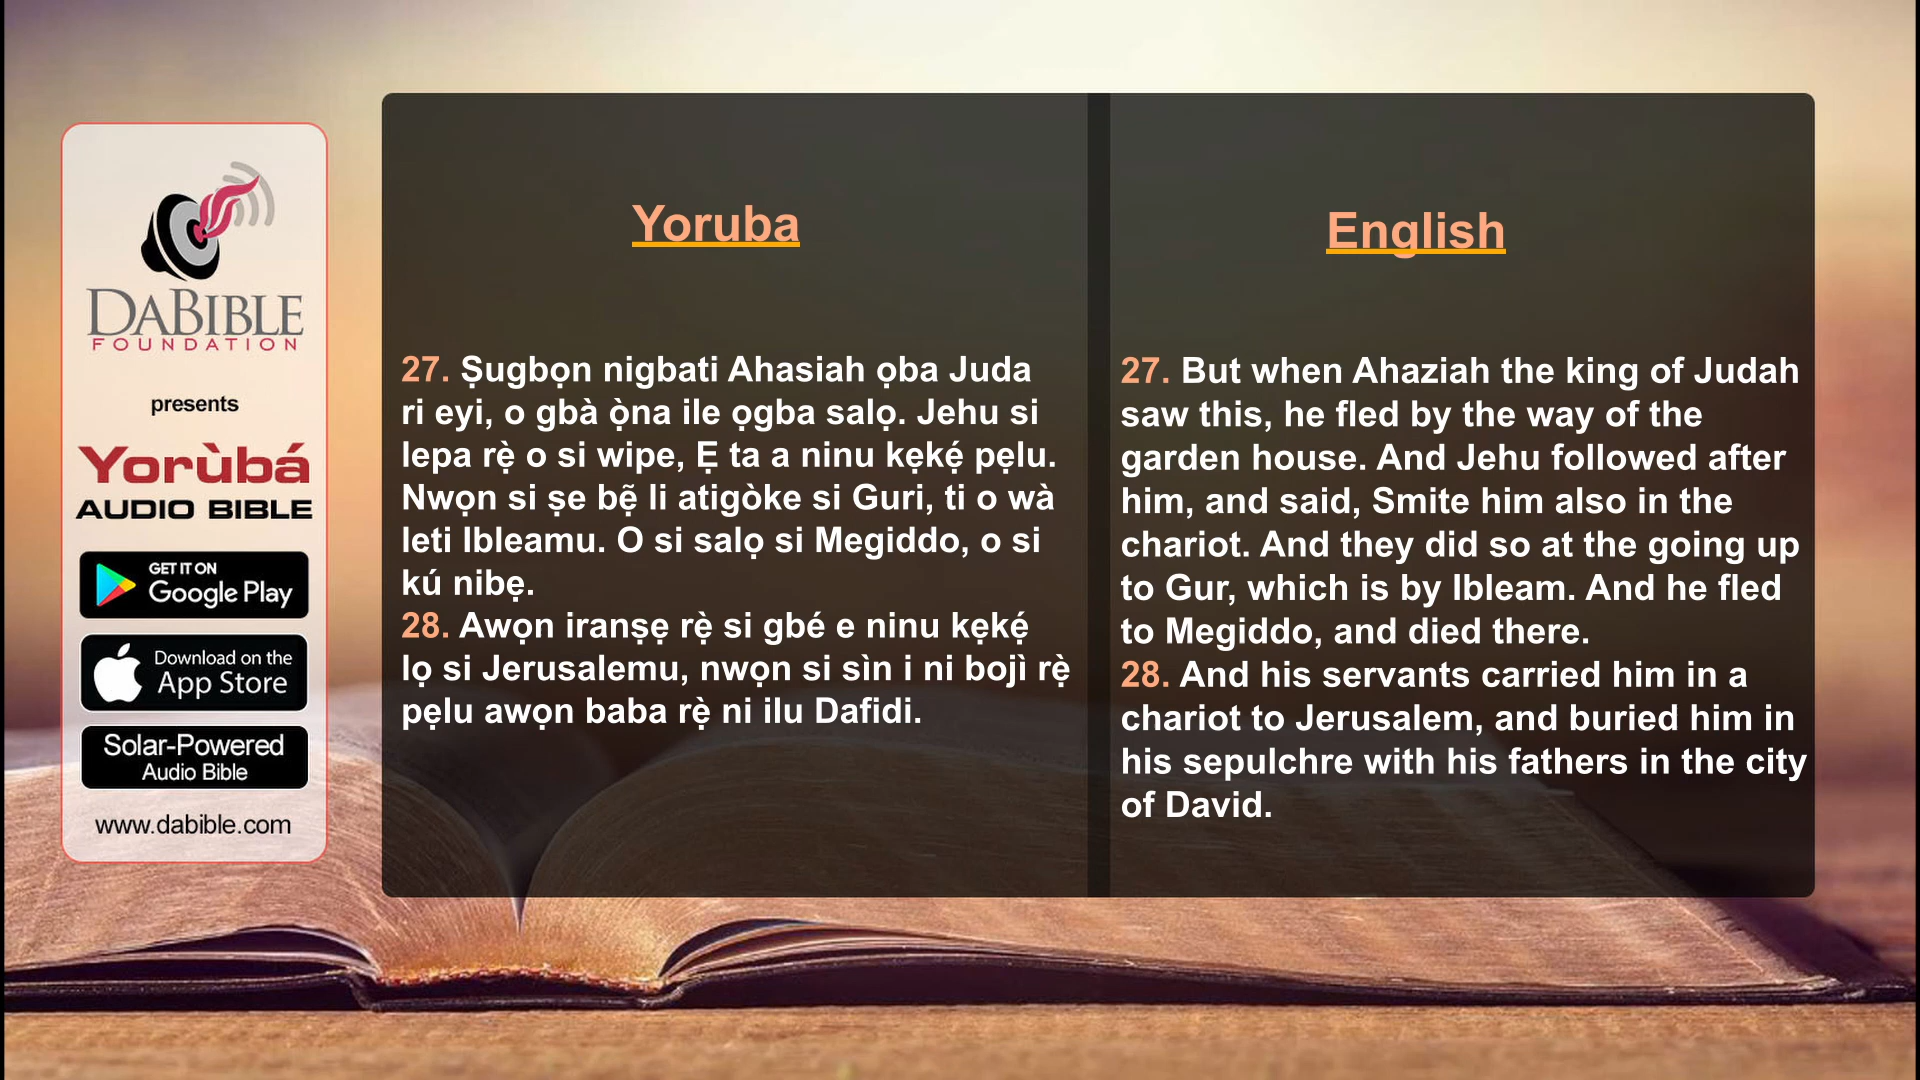 DABIBLE
FOUNDATION
presents
Yorùbá
AUDIO BIBLE
GET IT ON
Google Play
Download on the
App Store
Solar-Powered
Audio Bible
www.dabible.com
Yoruba
27. Ṣugbọn nigbati Ahasiah ọba Juda
ri eyi, o gbà ọ̀na ile ọgba salọ. Jehu si
lepa rẹ̀ o si wipe, Ẹ ta a ninu kẹkẹ́ pẹlu.
Nwọn si ṣe bẹ̃ li atigòke si Guri, ti o wà
leti Ibleamu. O si salọ si Megiddo, o si
kú nibẹ.
28. Awọn iranṣẹ rẹ̀ si gbé e ninu kẹkẹ́
lọ si Jerusalemu, nwọn si sìn i ni bojì rẹ̀
pẹlu awọn baba rẹ̀ ni ilu Dafidi.
English
27. But when Ahaziah the king of Judah
saw this, he fled by the way of the
garden house. And Jehu followed after
him, and said, Smite him also in the
chariot. And they did so at the going up
to Gur, which is by Ibleam. And he fled
to Megiddo, and died there.
28. And his servants carried him in a
chariot to Jerusalem, and buried him in
his sepulchre with his fathers in the city
of David.